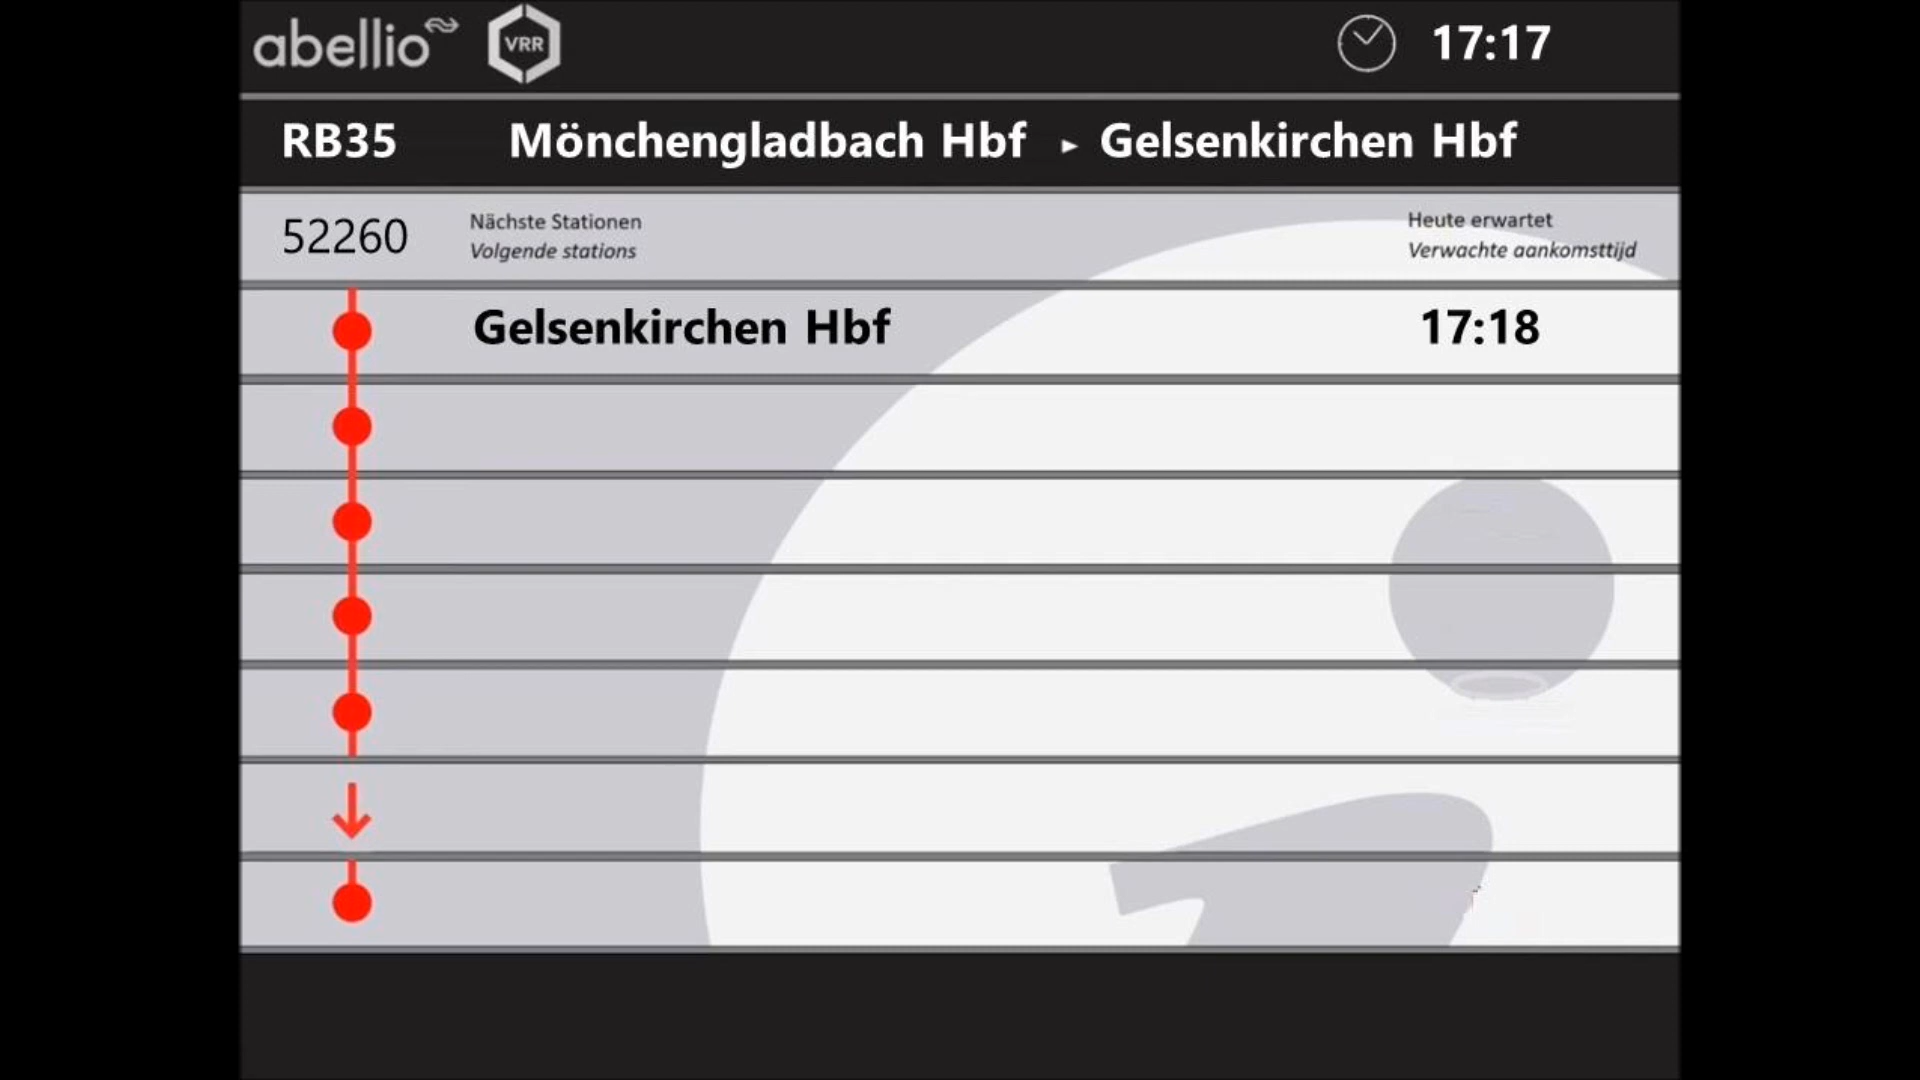 abellio VRR 17:17
RB35 Mönchengladbach Hbf ▸ Gelsenkirchen Hbf
52260 Nächste Stationen Heute erwartet
Volgende stations Verwachte aankomsttijd
Gelsenkirchen Hbf 17:18